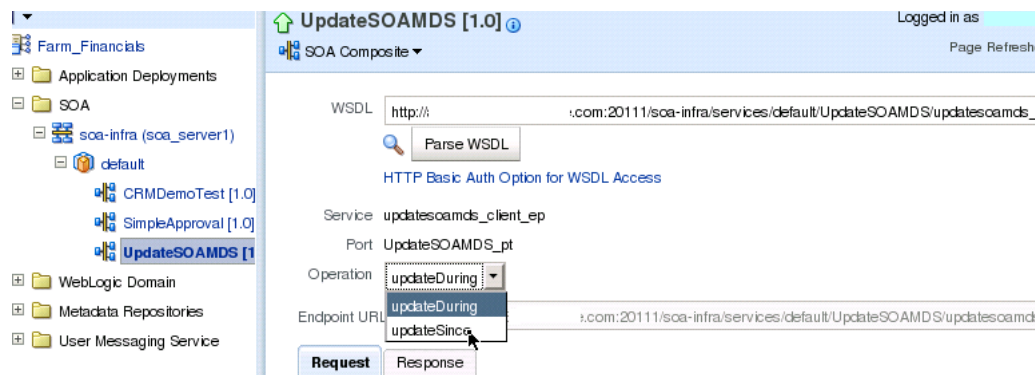 Farm_Financials
Application Deployments
SOA
soa-infra (soa_server1)
default
CRMDemoTest [1.0]
SimpleApproval [1.0]
UpdateSOAMDS [1
WebLogic Domain
Metadata Repositories
User Messaging Service
UpdateSOAMDS [1.0]
Logged in as
SOA Composite
Page Refresh
WSDL http:// .com:20111/soa-infra/services/default/UpdateSOAMDS/updatesoamds_
Parse WSDL
HTTP Basic Auth Option for WSDL Access
Service updatesoamds_client_ep
Port UpdateSOAMDS_pt
Operation updateDuring
updateDuring
updateSince
Endpoint URL .com:20111/soa-infra/services/default/UpdateSOAMDS/updatesoamds
Request Response